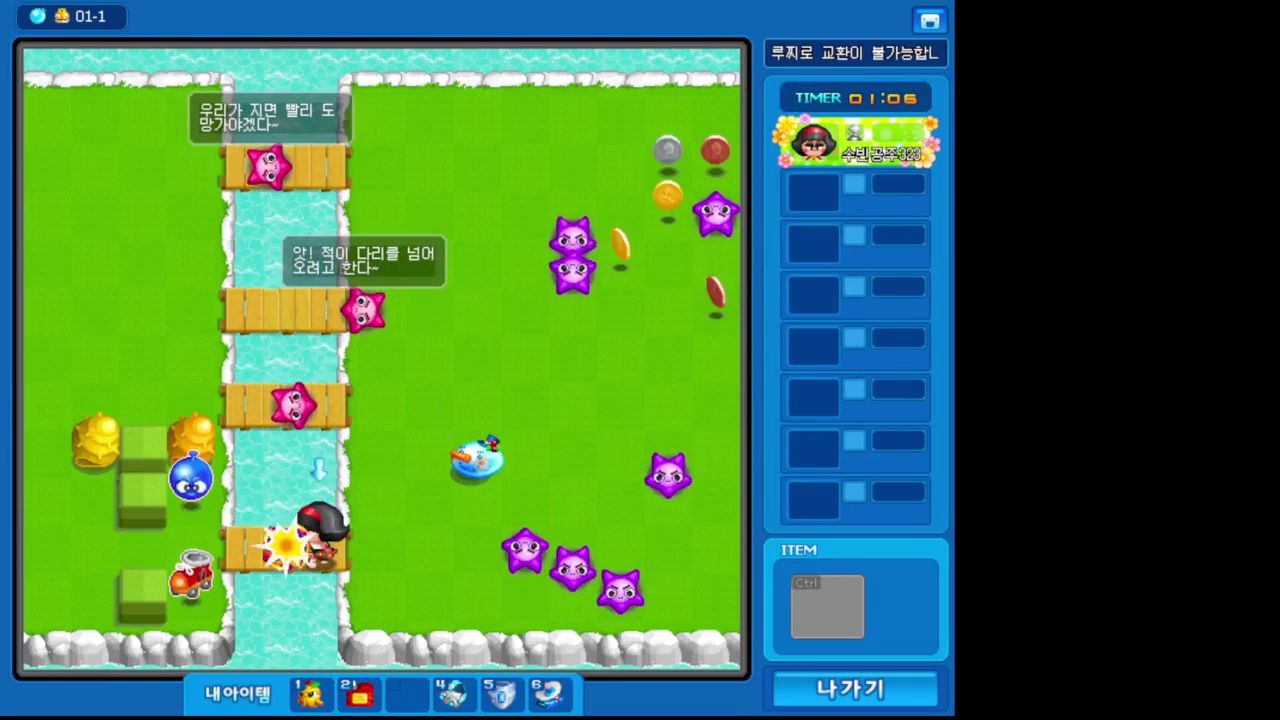 01-1
루찌로 교환이 불가능합
TIMER 01:06
우리가 지면 빨리 도
망가야겠다~
수빈공주023
앗! 적이 다리를 넘어
오려고 한다~
ITEM
Ctrl
내아이템
1
2
4
5
6
나가기